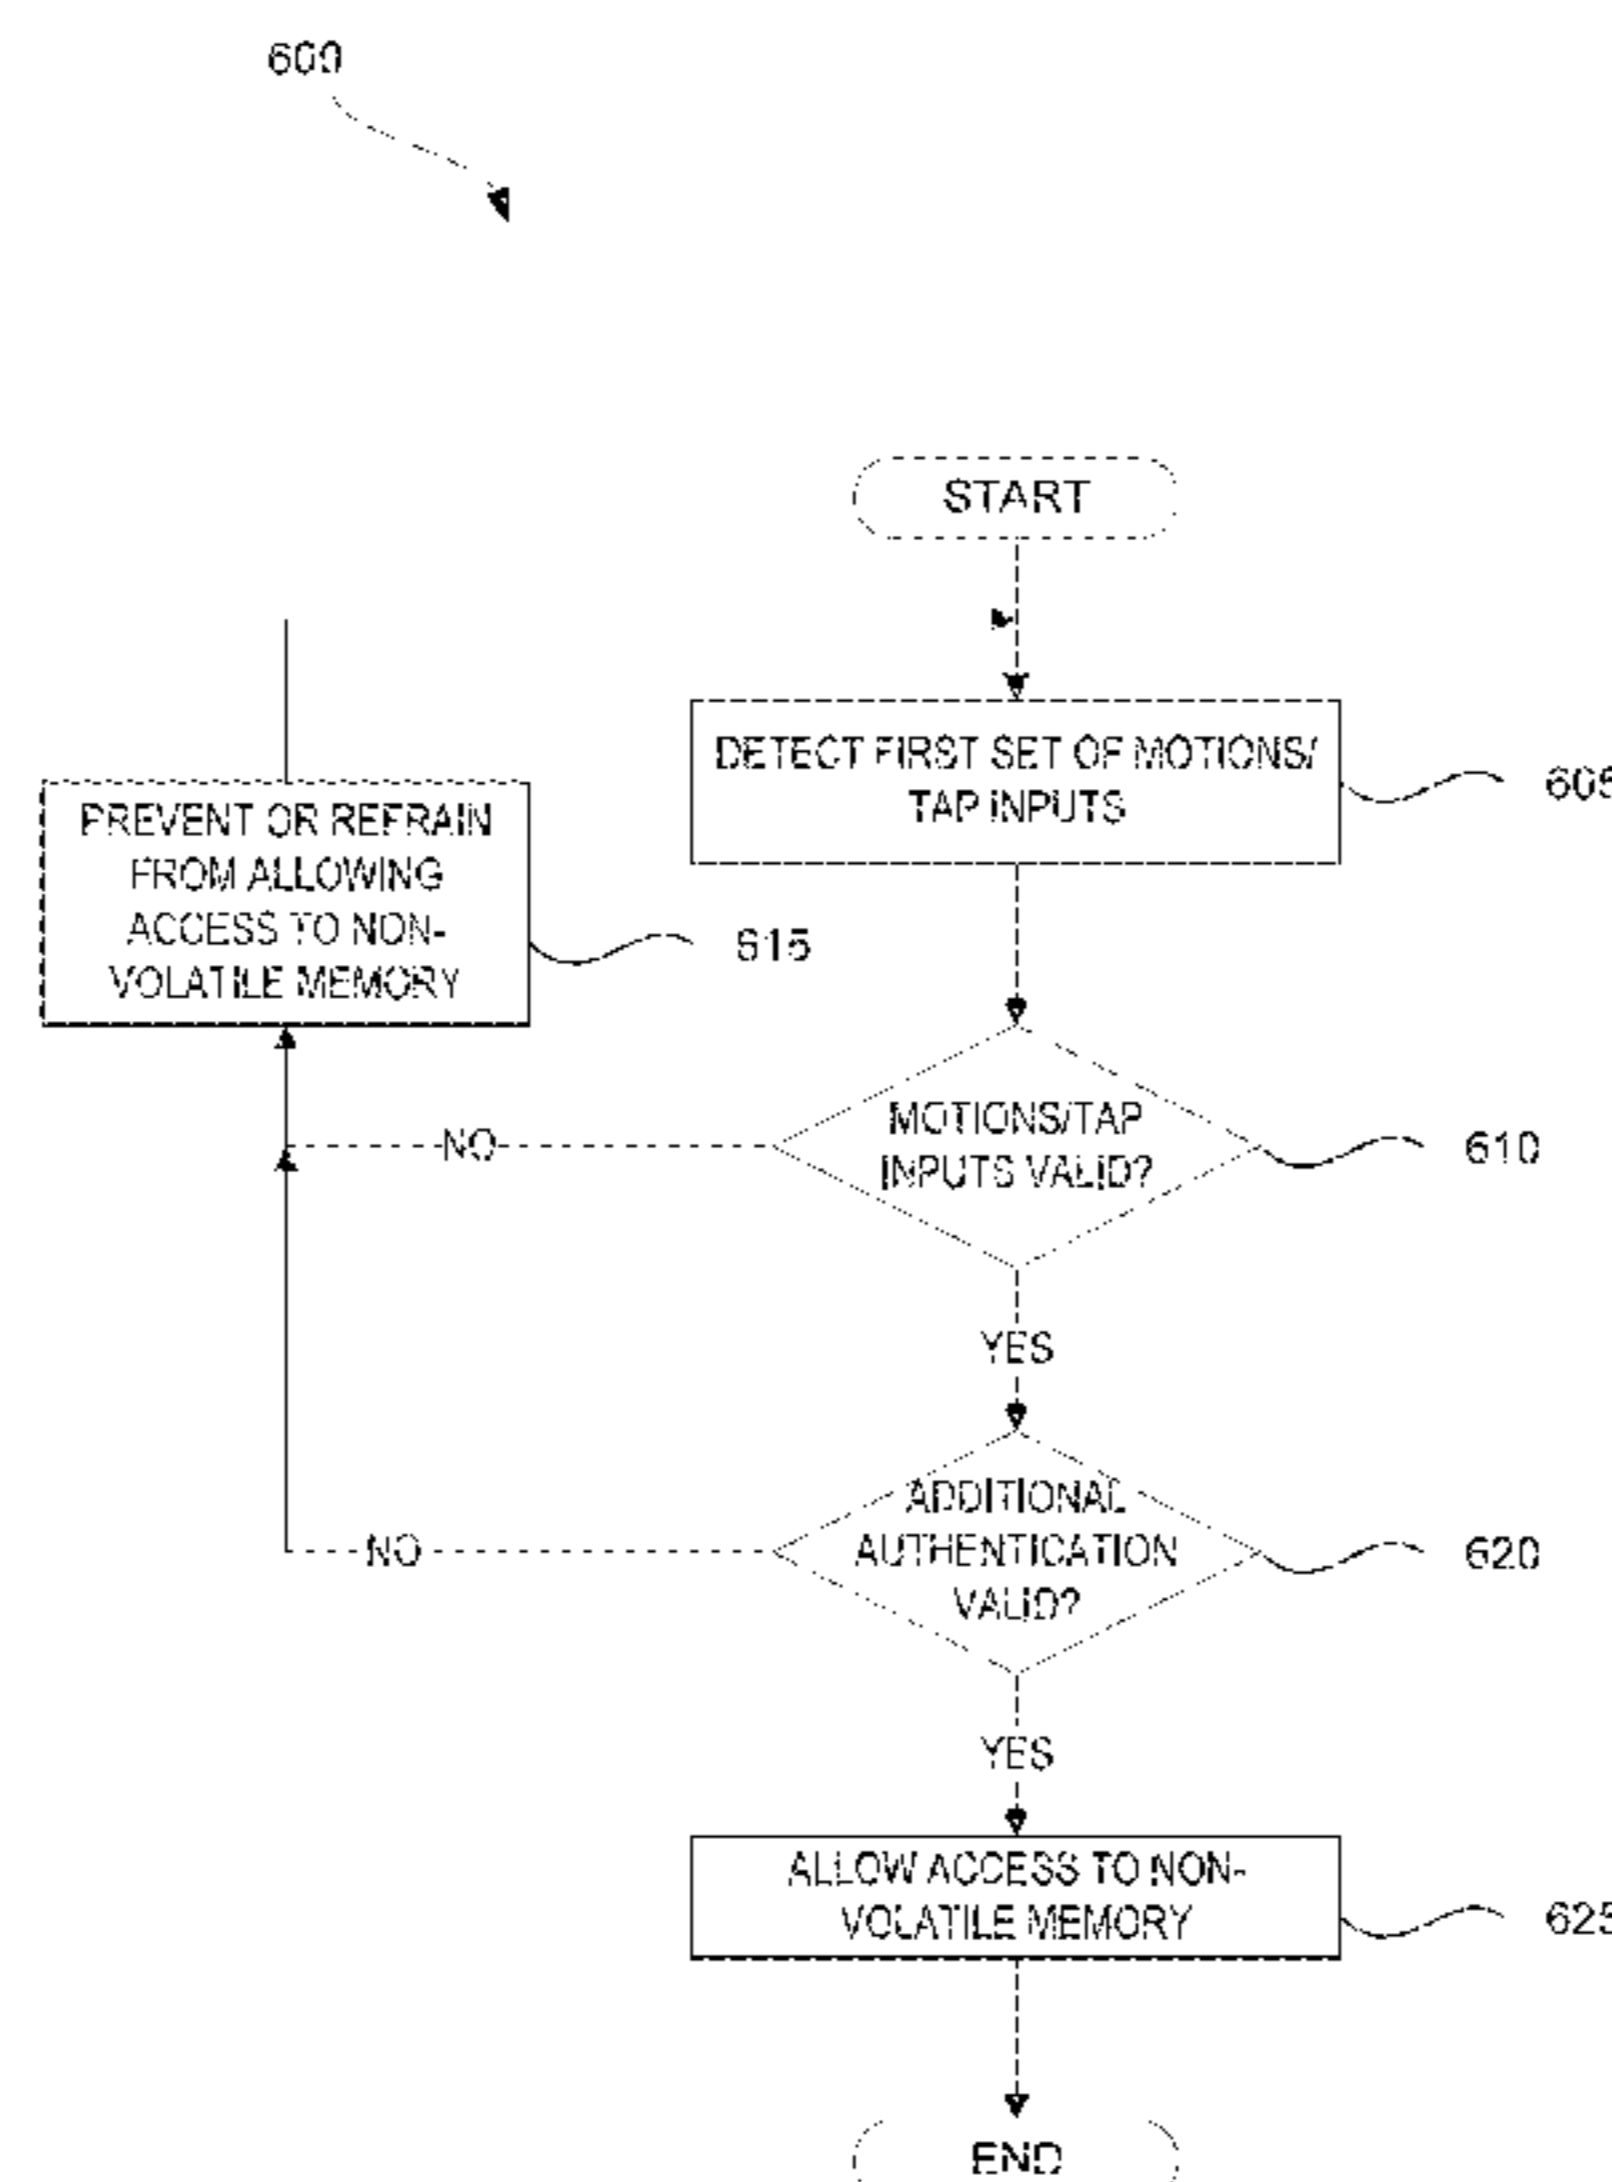 600
START
DETECT FIRST SET OF MOTIONS/
TAP INPUTS
605
PREVENT OR REFRAIN
FROM ALLOWING
ACCESS TO NON-
VOLATILE MEMORY
615
MOTIONS/TAP
INPUTS VALID?
610
NO
YES
ADDITIONAL
AUTHENTICATION
VALID?
620
NO
YES
ALLOW ACCESS TO NON-
VOLATILE MEMORY
625
END